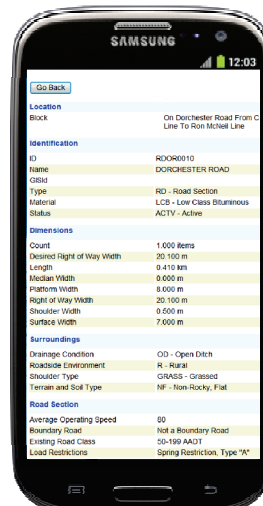 SAMSUNG
12:03
Go Back
Location
Block On Dorchester Road From C
Line To Ron McNeil Line
Identification
ID RDOR0010
Name DORCHESTER ROAD
GISId
Type RD - Road Section
Material LCB - Low Class Bituminous
Status ACTV - Active
Dimensions
Count 1.000 items
Desired Right of Way Width 20.100 m
Length 0.410 km
Median Width 0.000 m
Platform Width 8.000 m
Right of Way Width 20.100 m
Shoulder Width 0.500 m
Surface Width 7.000 m
Surroundings
Drainage Condition OD - Open Ditch
Roadside Environment R - Rural
Shoulder Type GRASS - Grassed
Terrain and Soil Type NF - Non-Rocky, Flat
Road Section
Average Operating Speed 80
Boundary Road Not a Boundary Road
Existing Road Class 50-199 AADT
Load Restrictions Spring Restriction, Type "A"